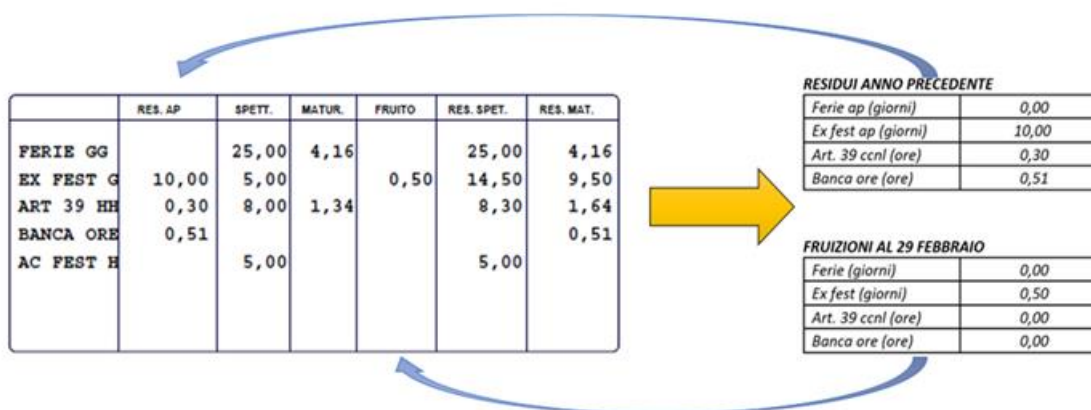 RES. AP SPETT. MATUR. FRUITO RES. SPET. RES. MAT.
FERIE GG 25,00 4,16 25,00 4,16
EX FEST G 10,00 5,00 0,50 14,50 9,50
ART 39 HH 0,30 8,00 1,34 8,30 1,64
BANCA ORE 0,51 0,51
AC FEST H 5,00 5,00
RESIDUI ANNO PRECEDENTE
Ferie ap (giorni) 0,00
Ex fest ap (giorni) 10,00
Art. 39 ccnl (ore) 0,30
Banca ore (ore) 0,51
FRUIZIONI AL 29 FEBBRAIO
Ferie (giorni) 0,00
Ex fest (giorni) 0,50
Art. 39 ccnl (ore) 0,00
Banca ore (ore) 0,00